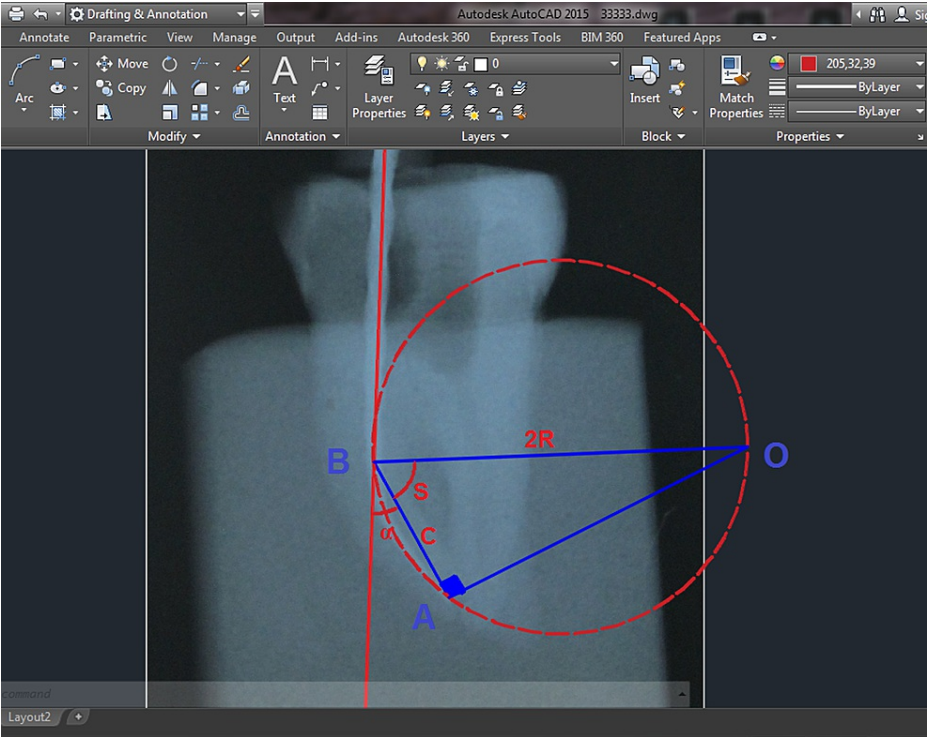 Drafting & Annotation
Autodesk AutoCAD 2015 33333.dwg
Annotate Parametric View Manage Output Add-ins Autodesk 360 Express Tools BIM 360 Featured Apps
Move
Copy
Arc
Text
Layer
Properties
0
Insert
Match
Properties
205,32,39
ByLayer
ByLayer
Modify Annotation Layers Block Properties
2R
B
O
S
α
C
A
command
Layout2 +